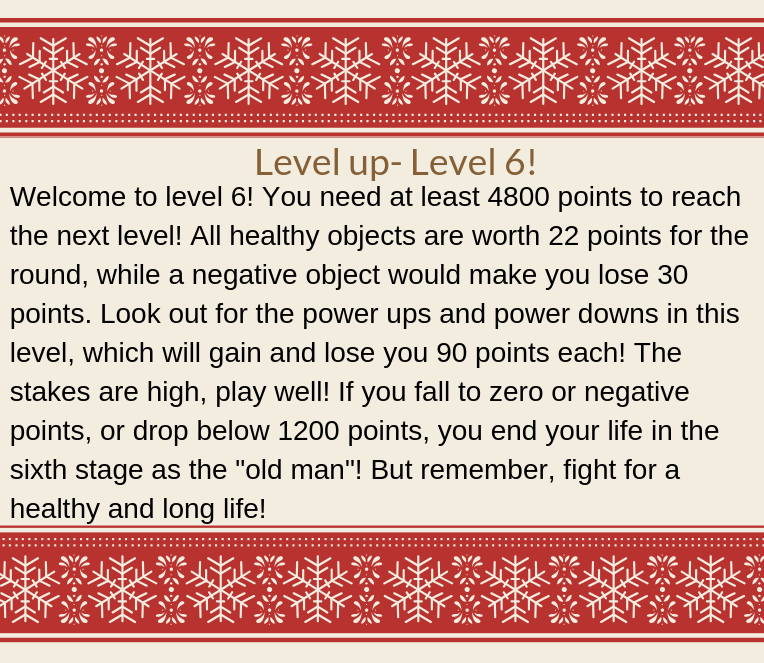 Level up- Level 6!
Welcome to level 6! You need at least 4800 points to reach
the next level! All healthy objects are worth 22 points for the
round, while a negative object would make you lose 30
points. Look out for the power ups and power downs in this
level, which will gain and lose you 90 points each! The
stakes are high, play well! If you fall to zero or negative
points, or drop below 1200 points, you end your life in the
sixth stage as the "old man"! But remember, fight for a
healthy and long life!